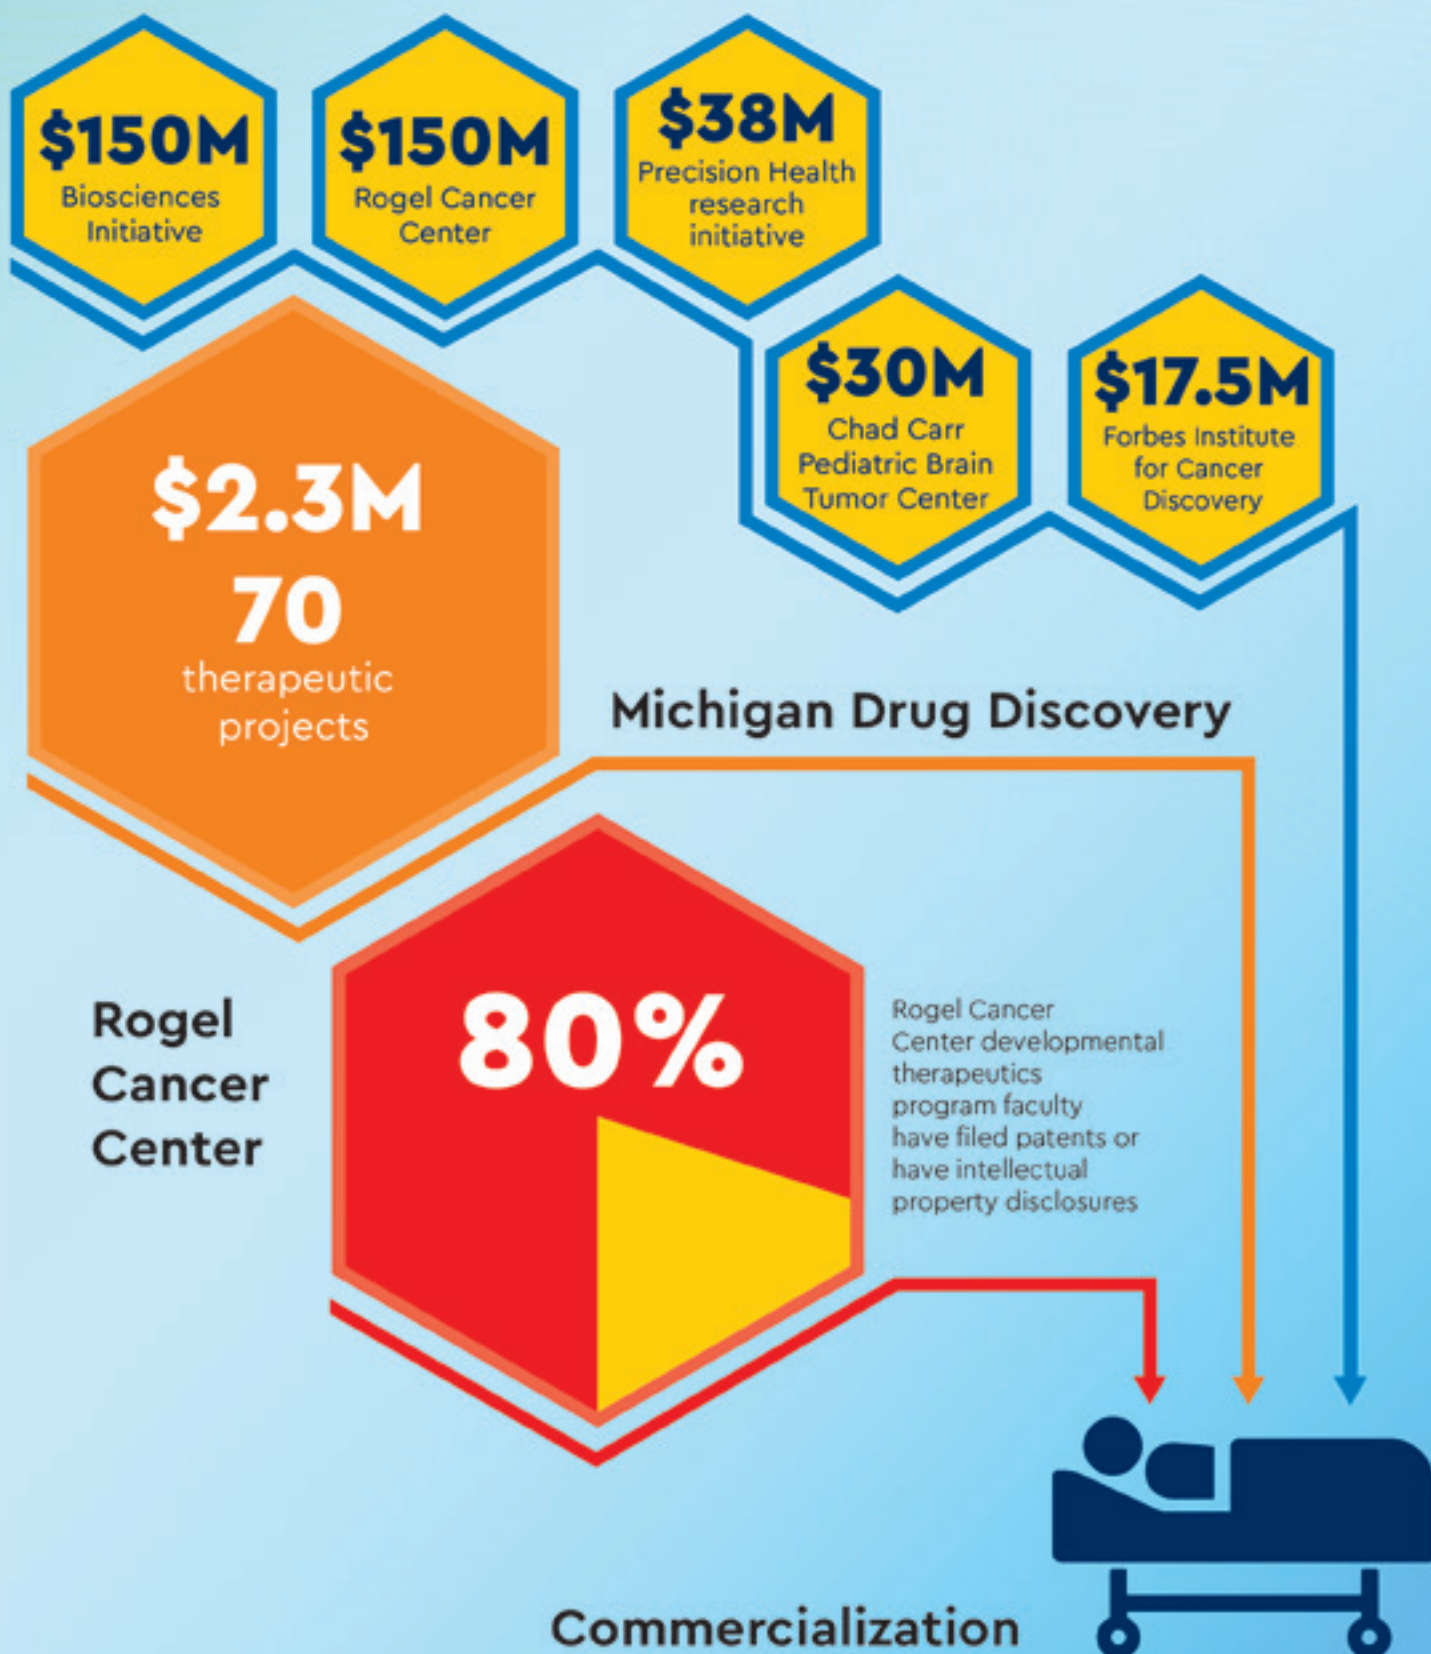 $150M
Biosciences
Initiative
$150M
Rogel Cancer
Center
$38M
Precision Health
research
initiative
$30M
Chad Carr
Pediatric Brain
Tumor Center
$17.5M
Forbes Institute
for Cancer
Discovery
$2.3M
70
therapeutic
projects
Michigan Drug Discovery
Rogel
Cancer
Center
80%
Rogel Cancer
Center developmental
therapeutics
program faculty
have filed patents or
have intellectual
property disclosures
Commercialization